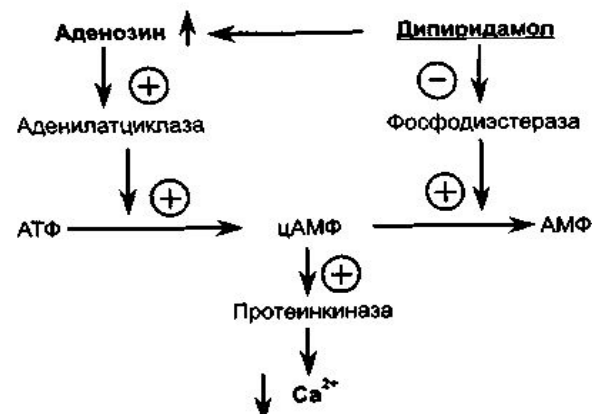 Аденозин Дипиридамол
+ −
Аденилатциклаза Фосфодиэстераза
+ +
АТФ цАМФ АМФ
+
Протеинкиназа
Ca²⁺